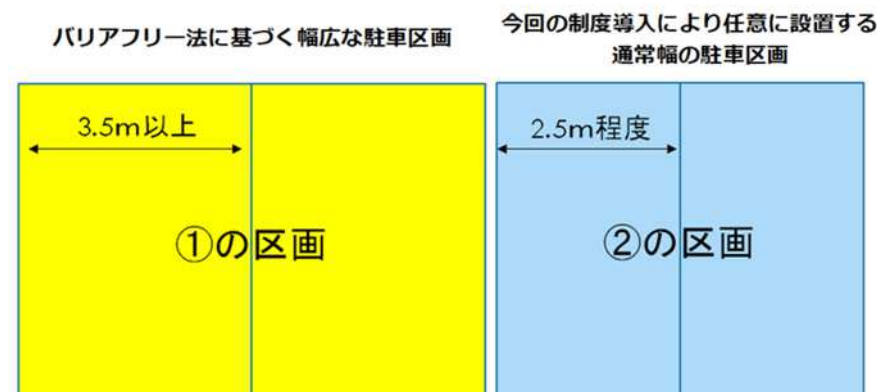 バリアフリー法に基づく幅広な駐車区画
今回の制度導入により任意に設置する
通常幅の駐車区画
3.5m以上
2.5m程度
①の区画
②の区画